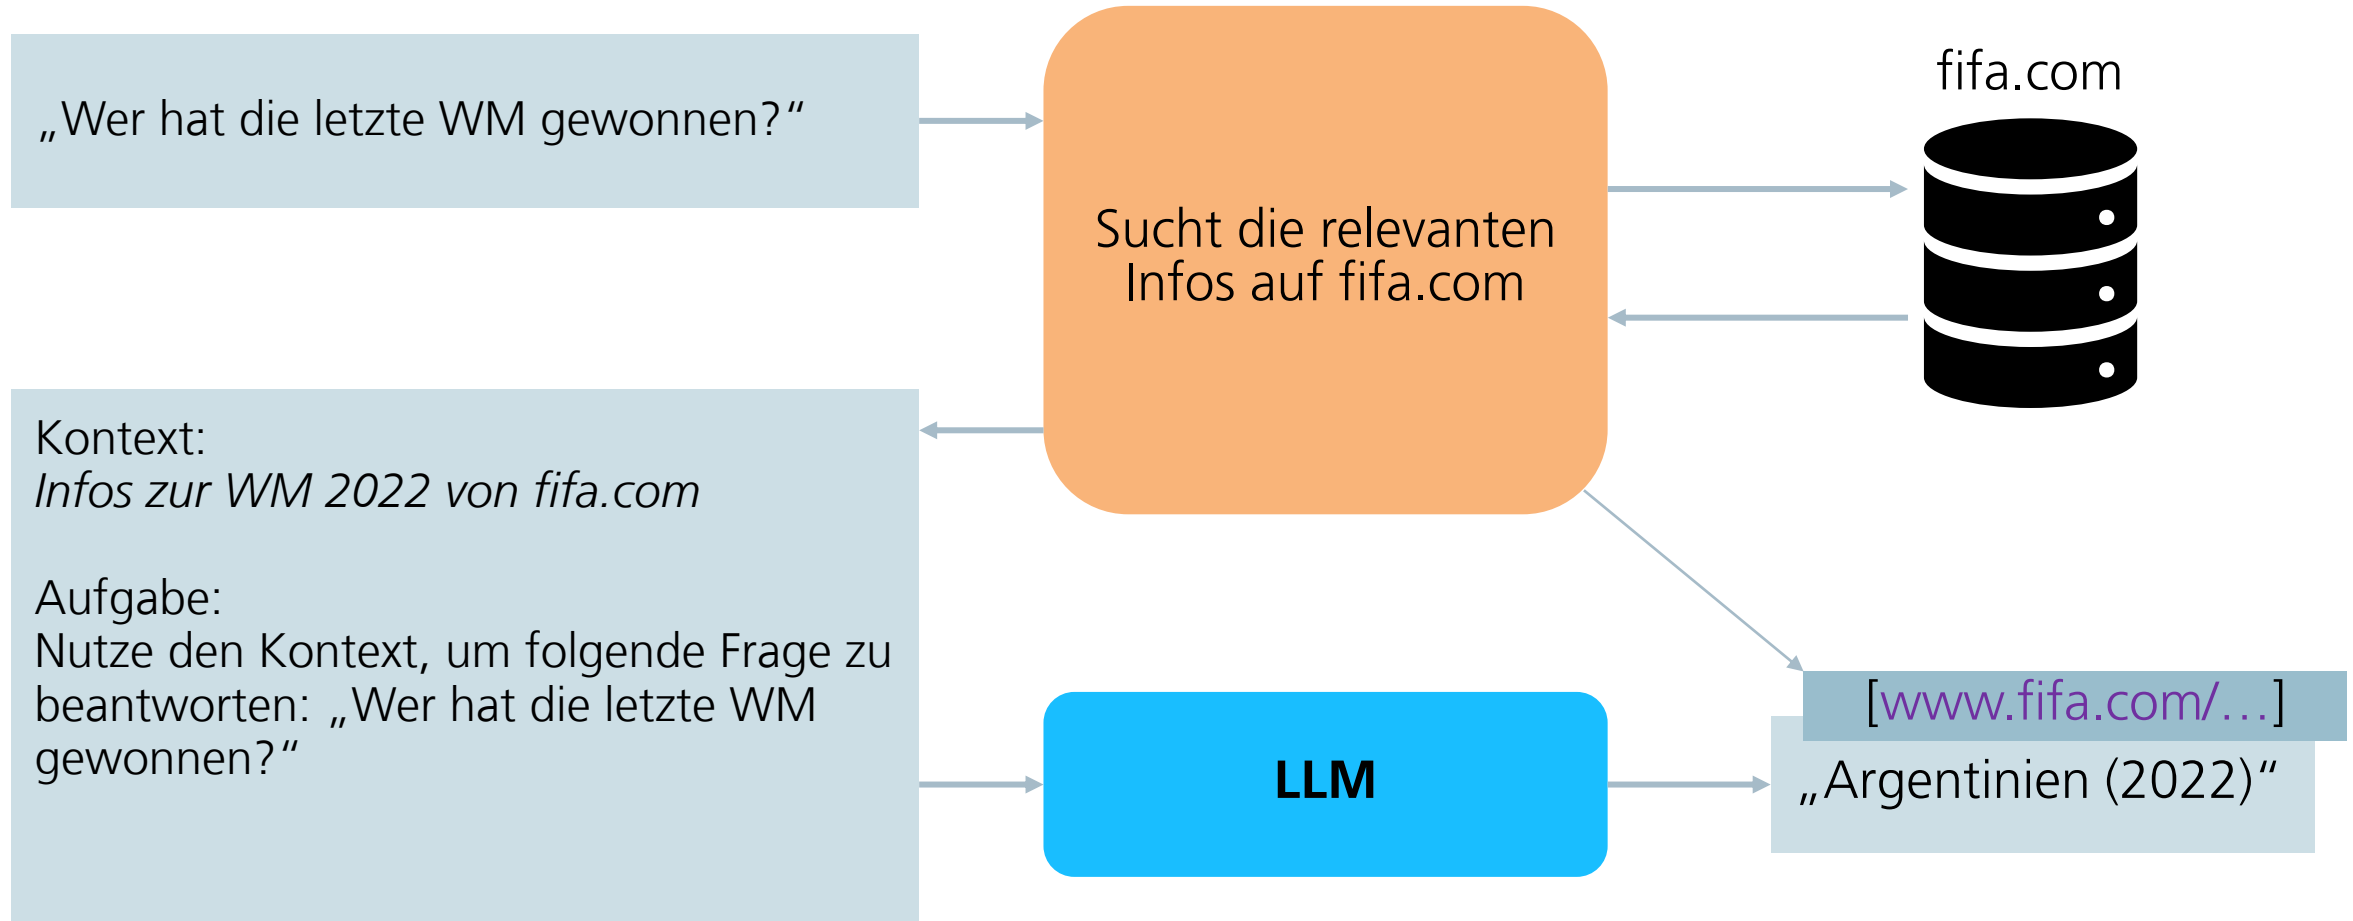 „Wer hat die letzte WM gewonnen?“
Sucht die relevanten
Infos auf fifa.com
fifa.com
Kontext:
Infos zur WM 2022 von fifa.com
Aufgabe:
Nutze den Kontext, um folgende Frage zu
beantworten: „Wer hat die letzte WM
gewonnen?“
LLM
[www.fifa.com/…]
„Argentinien (2022)“